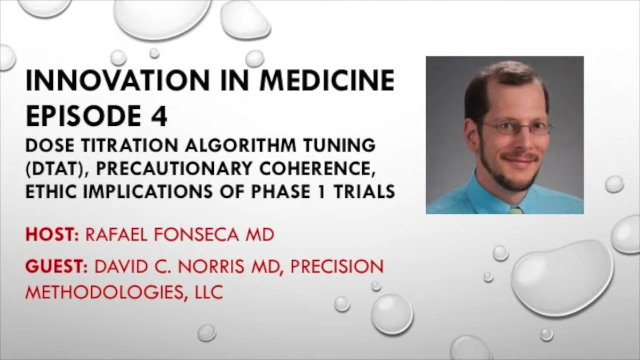 INNOVATION IN MEDICINE
EPISODE 4
DOSE TITRATION ALGORITHM TUNING
(DTAT), PRECAUTIONARY COHERENCE,
ETHIC IMPLICATIONS OF PHASE 1 TRIALS
HOST: RAFAEL FONSECA MD
GUEST: DAVID C. NORRIS MD, PRECISION
METHODOLOGIES, LLC